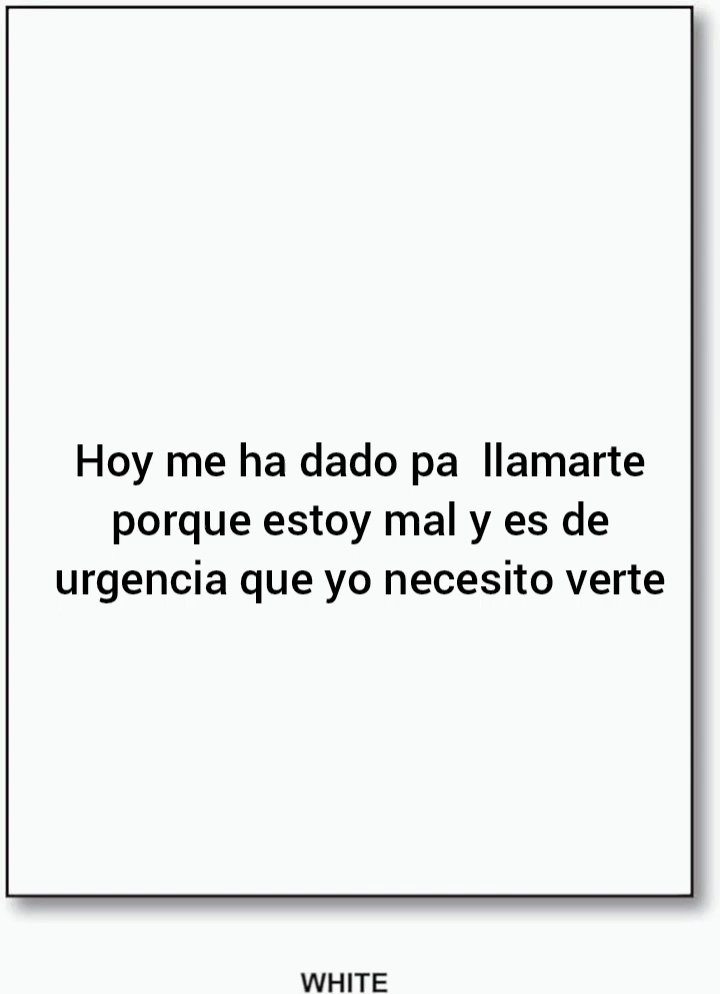 Hoy me ha dado pa  llamarte
porque estoy mal y es de
urgencia que yo necesito verte
WHITE